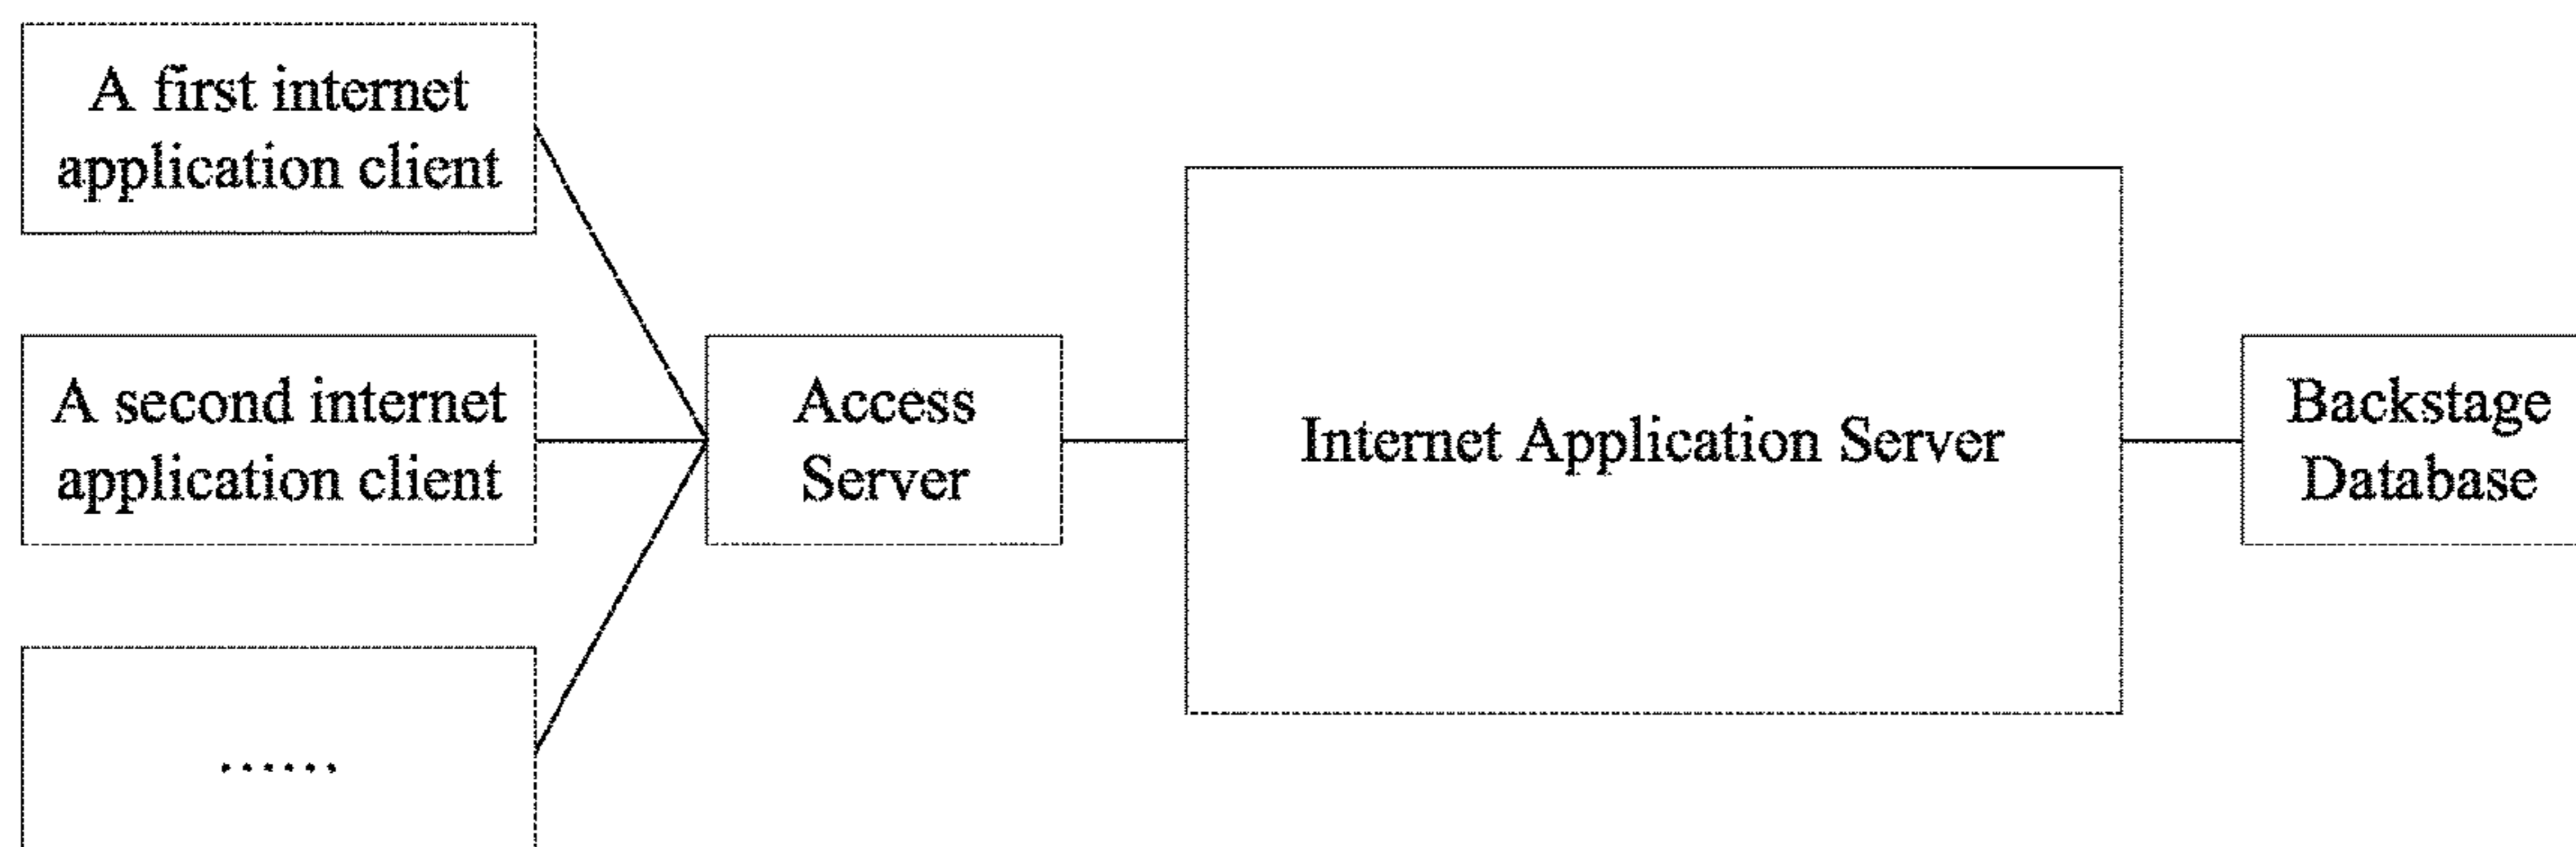 A first internet
application client
A second internet
application client
......
Access
Server
Internet Application Server
Backstage
Database